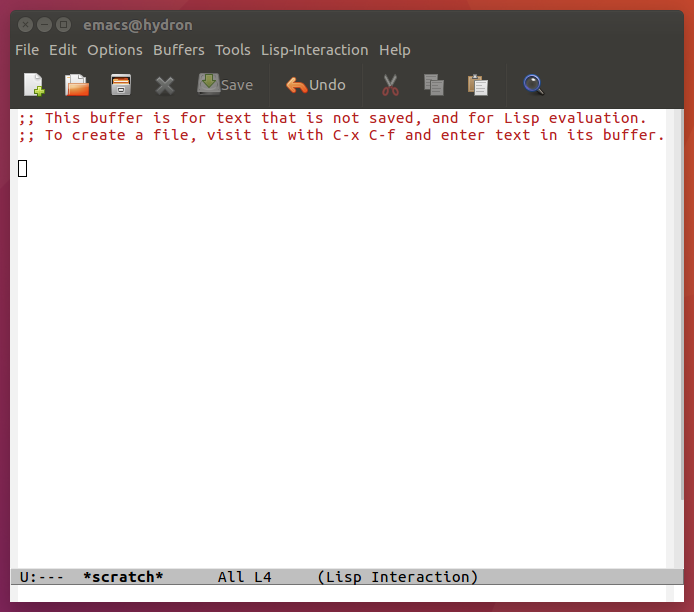 emacs@hydron
File Edit Options Buffers Tools Lisp-Interaction Help
Save Undo
;; This buffer is for text that is not saved, and for Lisp evaluation.
;; To create a file, visit it with C-x C-f and enter text in its buffer.
U:--- *scratch* All L4 (Lisp Interaction)